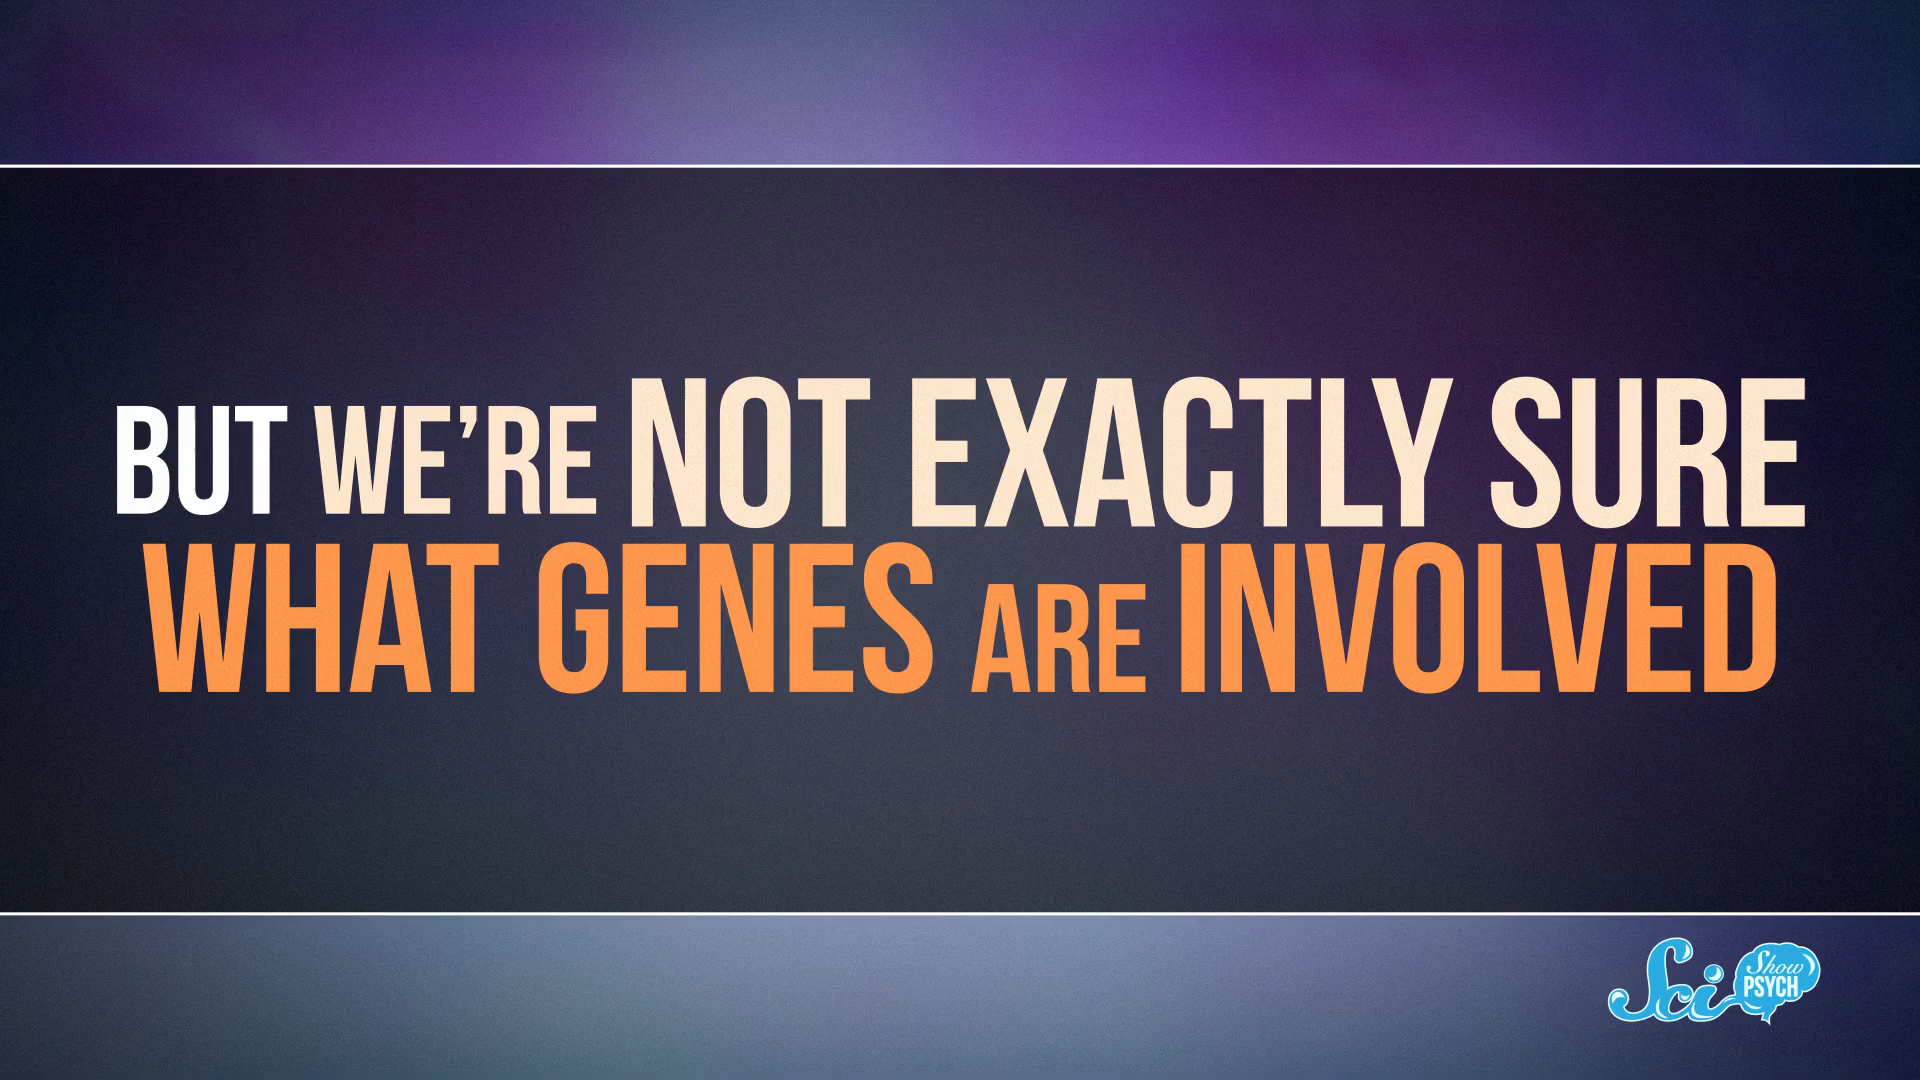 BUT WE'RE NOT EXACTLY SURE
WHAT GENES ARE INVOLVED
Sci Show
PSYCH